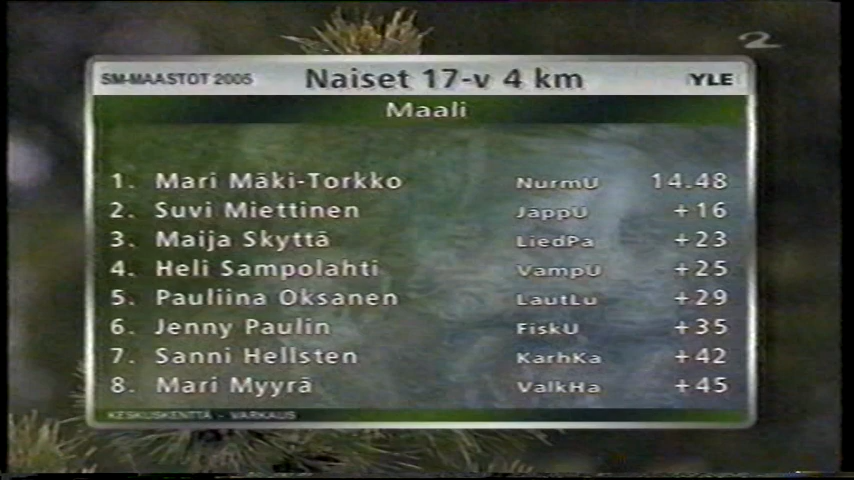 2
SM-MAASTOT 2005 Naiset 17-v 4 km YLE
Maali
1. Mari Mäki-Torkko NurmU 14.48
2. Suvi Miettinen JappU +16
3. Maija Skyttä LiedPa +23
4. Heli Sampolahti VampU +25
5. Pauliina Oksanen LautLu +29
6. Jenny Paulin FiskU +35
7. Sanni Hellsten KarhKa +42
8. Mari Myyrä ValkHa +45
KESKUSKENTTÄ - VARKAUS